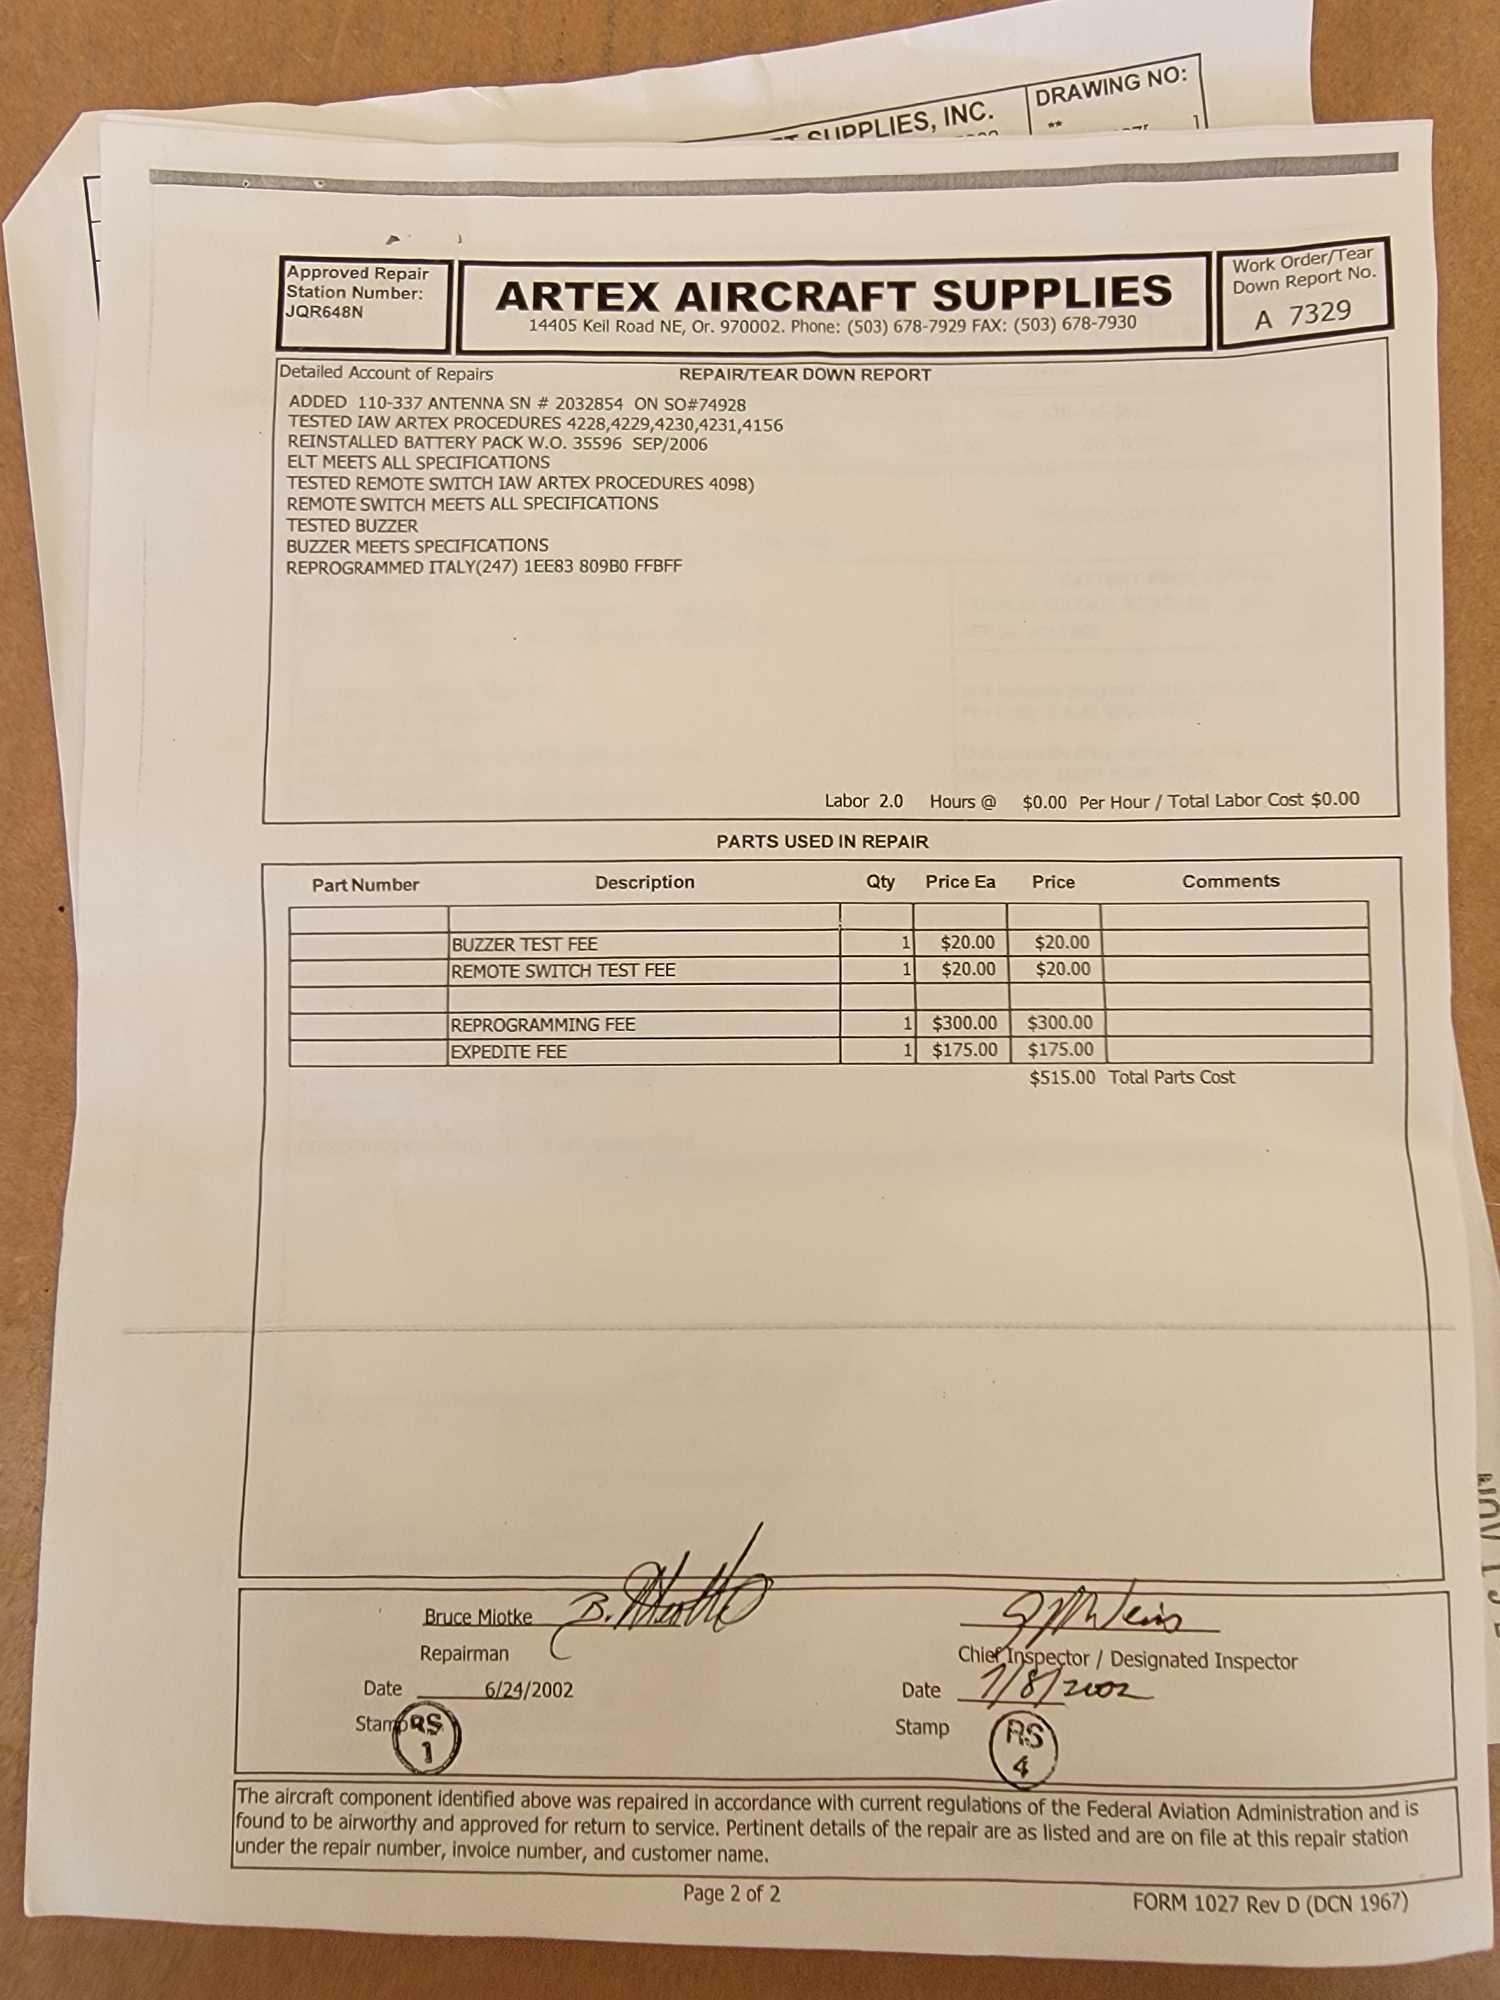 SUPPLIES, INC.
DRAWING NO:
**
1
Approved Repair
Station Number:
JQR648N
ARTEX AIRCRAFT SUPPLIES
14405 Keil Road NE, Or. 970002. Phone: (503) 678-7929 FAX: (503) 678-7930
Work Order/Tear
Down Report No.
A 7329
Detailed Account of Repairs
REPAIR/TEAR DOWN REPORT
ADDED 110-337 ANTENNA SN # 2032854 ON SO#74928
TESTED IAW ARTEX PROCEDURES 4228,4229,4230,4231,4156
REINSTALLED BATTERY PACK W.O. 35596 SEP/2006
ELT MEETS ALL SPECIFICATIONS
TESTED REMOTE SWITCH IAW ARTEX PROCEDURES 4098)
REMOTE SWITCH MEETS ALL SPECIFICATIONS
TESTED BUZZER
BUZZER MEETS SPECIFICATIONS
REPROGRAMMED ITALY(247) 1EE83 809B0 FFBFF
Labor 2.0 Hours @ $0.00 Per Hour / Total Labor Cost $0.00
PARTS USED IN REPAIR
Part Number Description Qty Price Ea Price Comments
BUZZER TEST FEE 1 $20.00 $20.00
REMOTE SWITCH TEST FEE 1 $20.00 $20.00
REPROGRAMMING FEE 1 $300.00 $300.00
EXPEDITE FEE 1 $175.00 $175.00
$515.00 Total Parts Cost
Bruce Miotke B. Miotke
Repairman
Date 6/24/2002
Stamp RS
1
Chief Inspector / Designated Inspector
Date 7/8/2002
Stamp RS
4
The aircraft component identified above was repaired in accordance with current regulations of the Federal Aviation Administration and is
found to be airworthy and approved for return to service. Pertinent details of the repair are as listed and are on file at this repair station
under the repair number, invoice number, and customer name.
Page 2 of 2
FORM 1027 Rev D (DCN 1967)
NOV